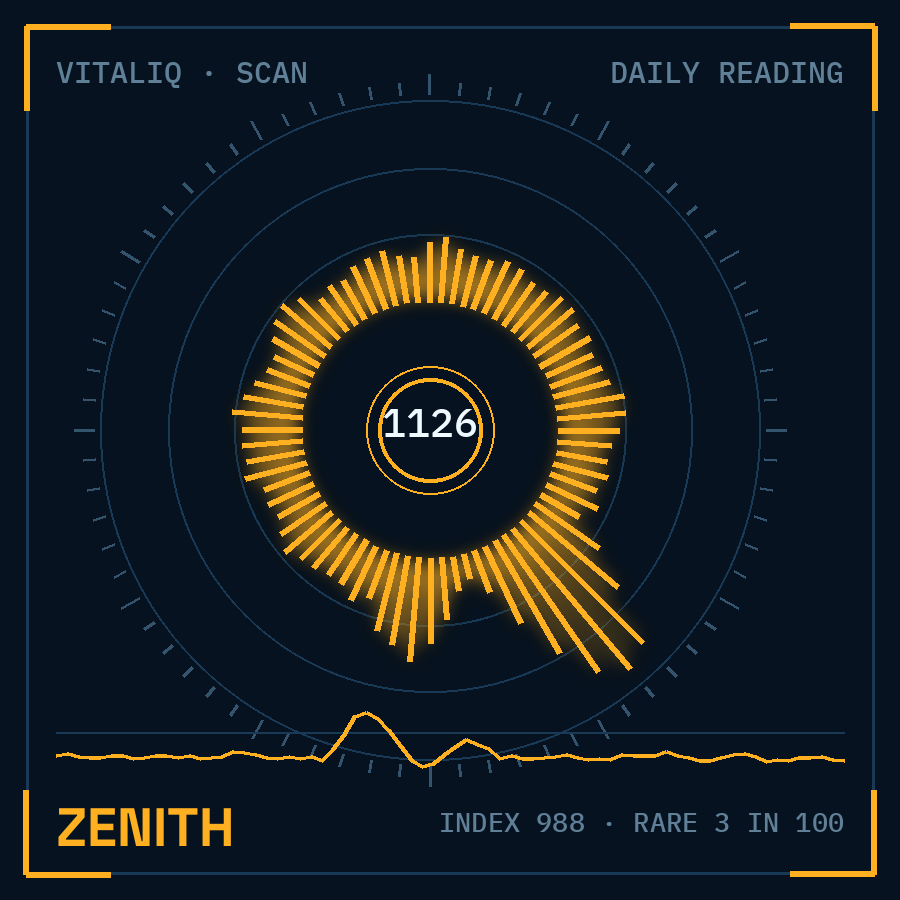 VITALIQ · SCAN
DAILY READING
1126
ZENITH
INDEX 988 · RARE 3 IN 100